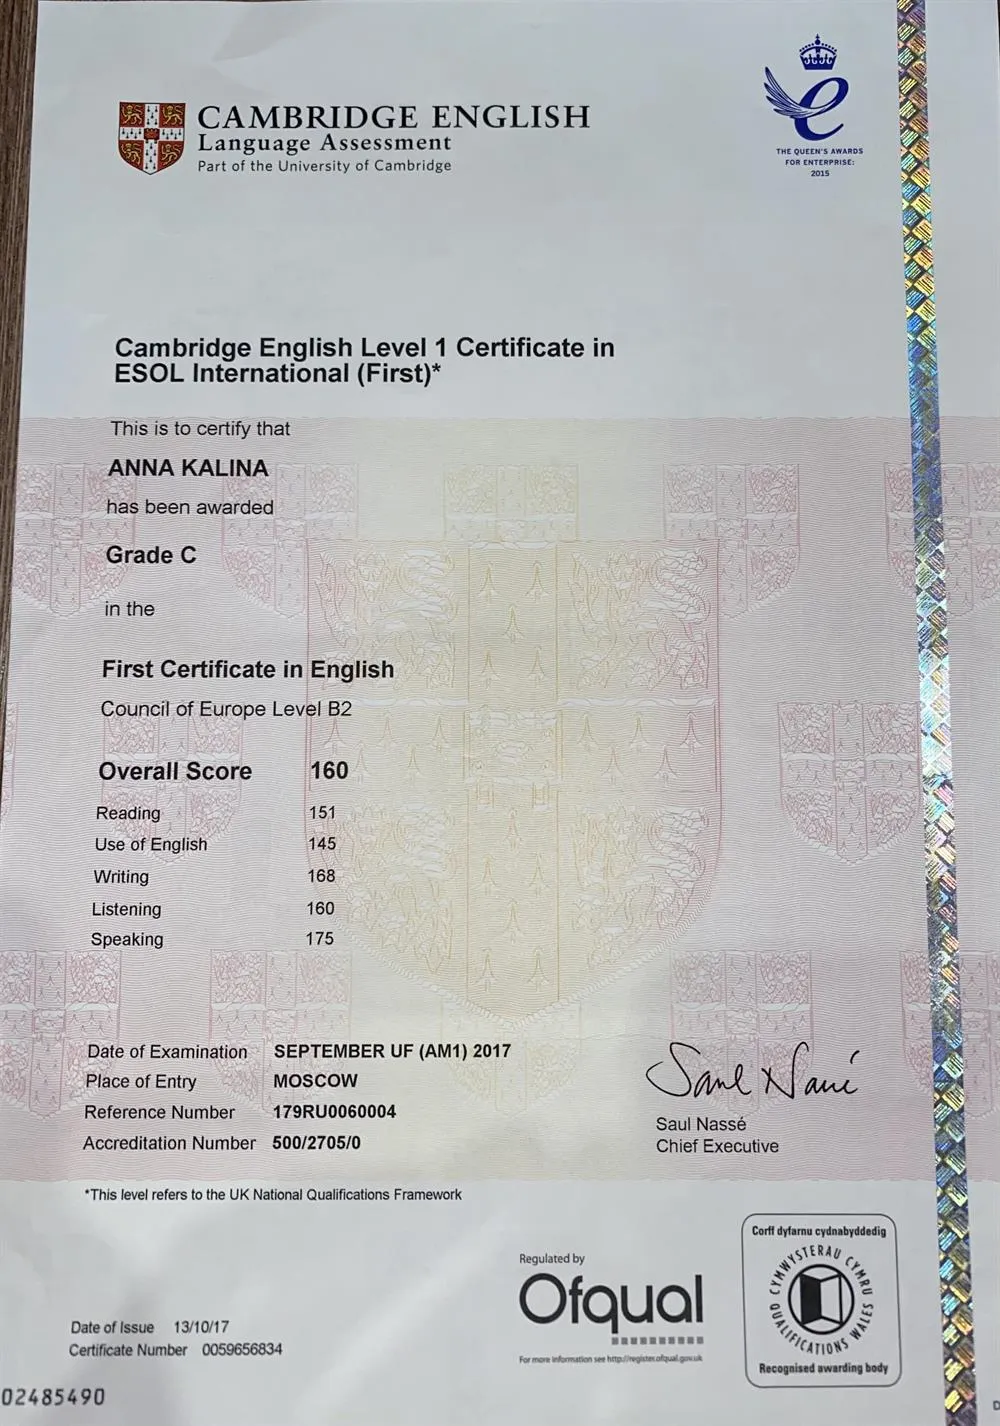 CAMBRIDGE ENGLISH
Language Assessment
Part of the University of Cambridge
THE QUEEN'S AWARDS
FOR ENTERPRISE:
2015
Cambridge English Level 1 Certificate in
ESOL International (First)*
This is to certify that
ANNA KALINA
has been awarded
Grade C
in the
First Certificate in English
Council of Europe Level B2
Overall Score 160
Reading 151
Use of English 145
Writing 168
Listening 160
Speaking 175
Date of Examination SEPTEMBER UF (AM1) 2017
Place of Entry MOSCOW
Reference Number 179RU0060004
Accreditation Number 500/2705/0
Saul Nassé
Saul Nassé
Chief Executive
*This level refers to the UK National Qualifications Framework
Regulated by
Ofqual
For more information see http://register.ofqual.gov.uk
Corff dyfarnu cydnabyddedig
CYMWYSTERAU CYMRU
QUALIFICATIONS WALES
Recognised awarding body
Date of Issue 13/10/17
Certificate Number 0059656834
02485490